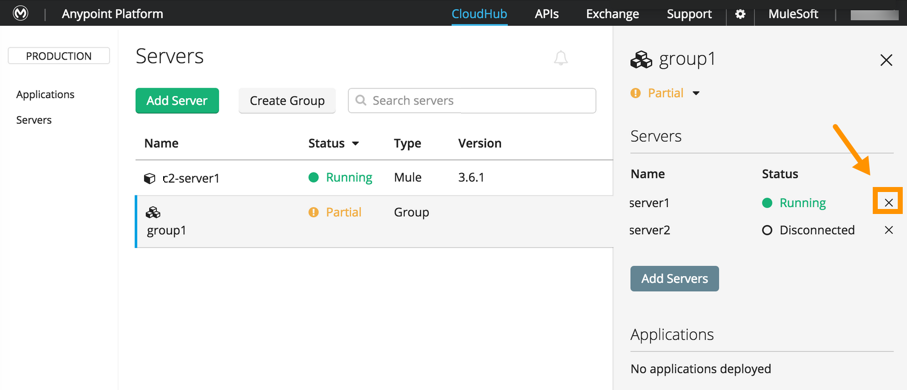 Anypoint Platform CloudHub APIs Exchange Support MuleSoft
PRODUCTION
Applications
Servers
Servers
Add Server Create Group Search servers
Name Status Type Version
c2-server1 Running Mule 3.6.1
group1 Partial Group
group1
Partial
Servers
Name Status
server1 Running
server2 Disconnected
Add Servers
Applications
No applications deployed